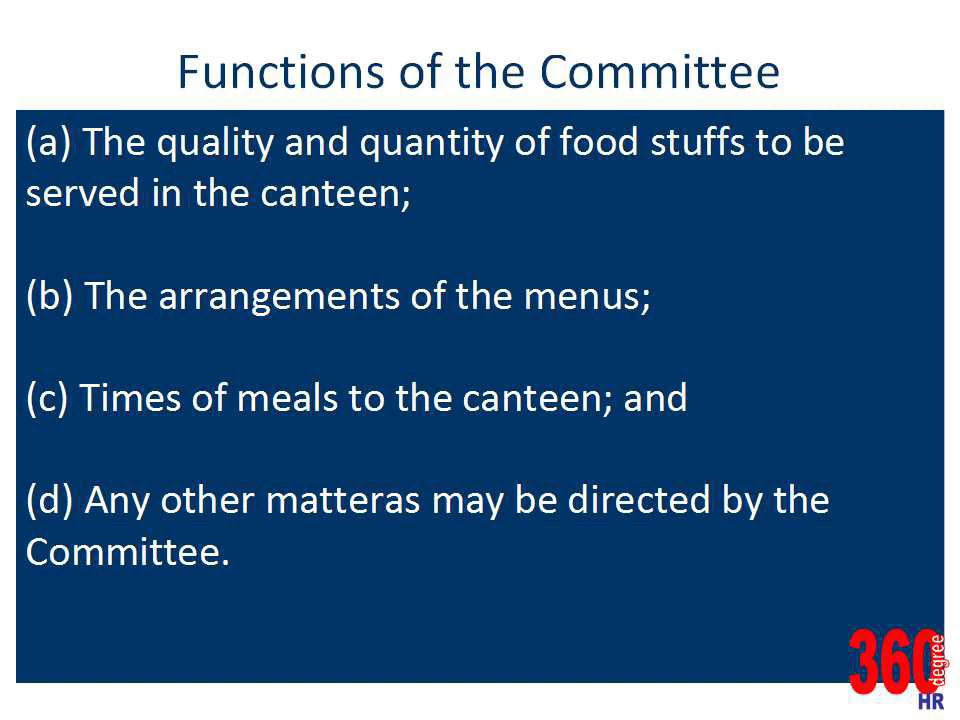 Functions of the Committee
(a) The quality and quantity of food stuffs to be
served in the canteen;
(b) The arrangements of the menus;
(c) Times of meals to the canteen; and
(d) Any other matteras may be directed by the
Committee.
360
degree
HR